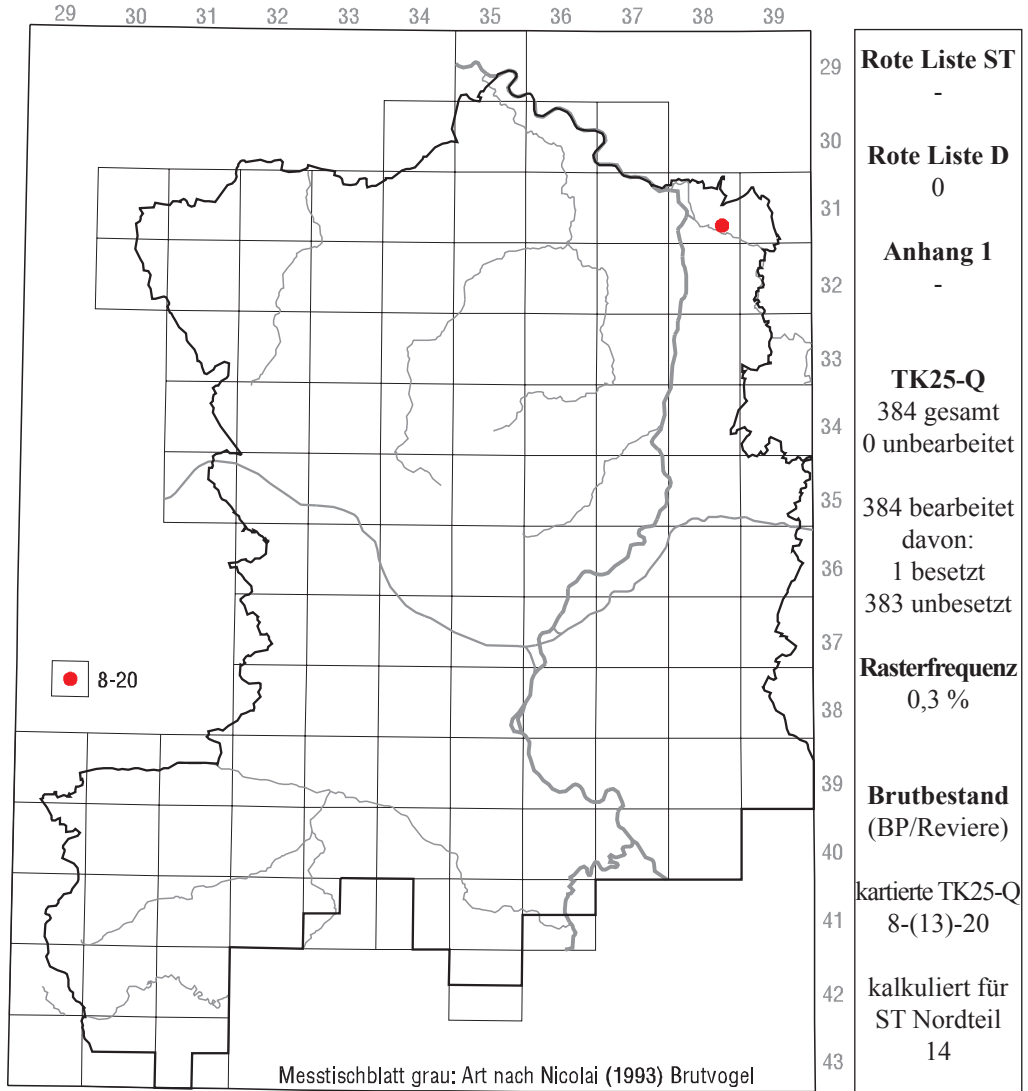 29 30 31 32 33 34 35 36 37 38 39
29
30
31
32
33
34
35
36
37
38
39
40
41
42
43
8-20
Messtischblatt grau: Art nach Nicolai (1993) Brutvogel
Rote Liste ST
-
Rote Liste D
0
Anhang 1
-
TK25-Q
384 gesamt
0 unbearbeitet
384 bearbeitet
davon:
1 besetzt
383 unbesetzt
Rasterfrequenz
0,3 %
Brutbestand
(BP/Reviere)
kartierte TK25-Q
8-(13)-20
kalkuliert für
ST Nordteil
14